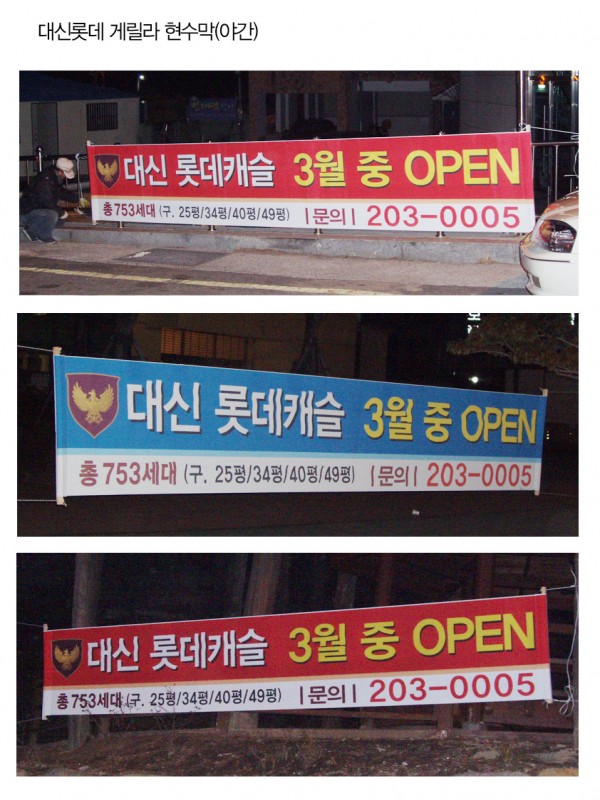 대신롯데 게릴라 현수막(야간)
대신 롯데캐슬 3월 중 OPEN
총 753세대 (구. 25평/34평/40평/49평) | 문의 | 203-0005
대신 롯데캐슬 3월 중 OPEN
총 753세대 (구. 25평/34평/40평/49평) | 문의 | 203-0005
대신 롯데캐슬 3월 중 OPEN
총 753세대 (구. 25평/34평/40평/49평) | 문의 | 203-0005